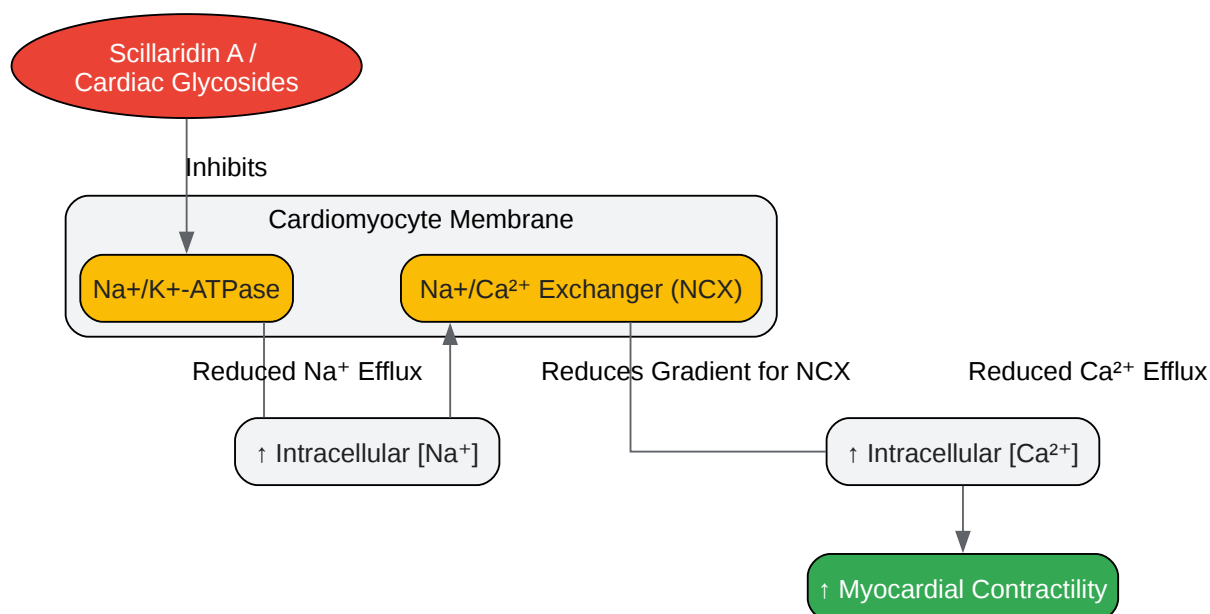 Scillaridin A /
Cardiac Glycosides
Inhibits
Cardiomyocyte Membrane
Na+/K+-ATPase
Na+/Ca²⁺ Exchanger (NCX)
Reduced Na⁺ Efflux
Reduces Gradient for NCX
Reduced Ca²⁺ Efflux
↑ Intracellular [Na⁺]
↑ Intracellular [Ca²⁺]
↑ Myocardial Contractility